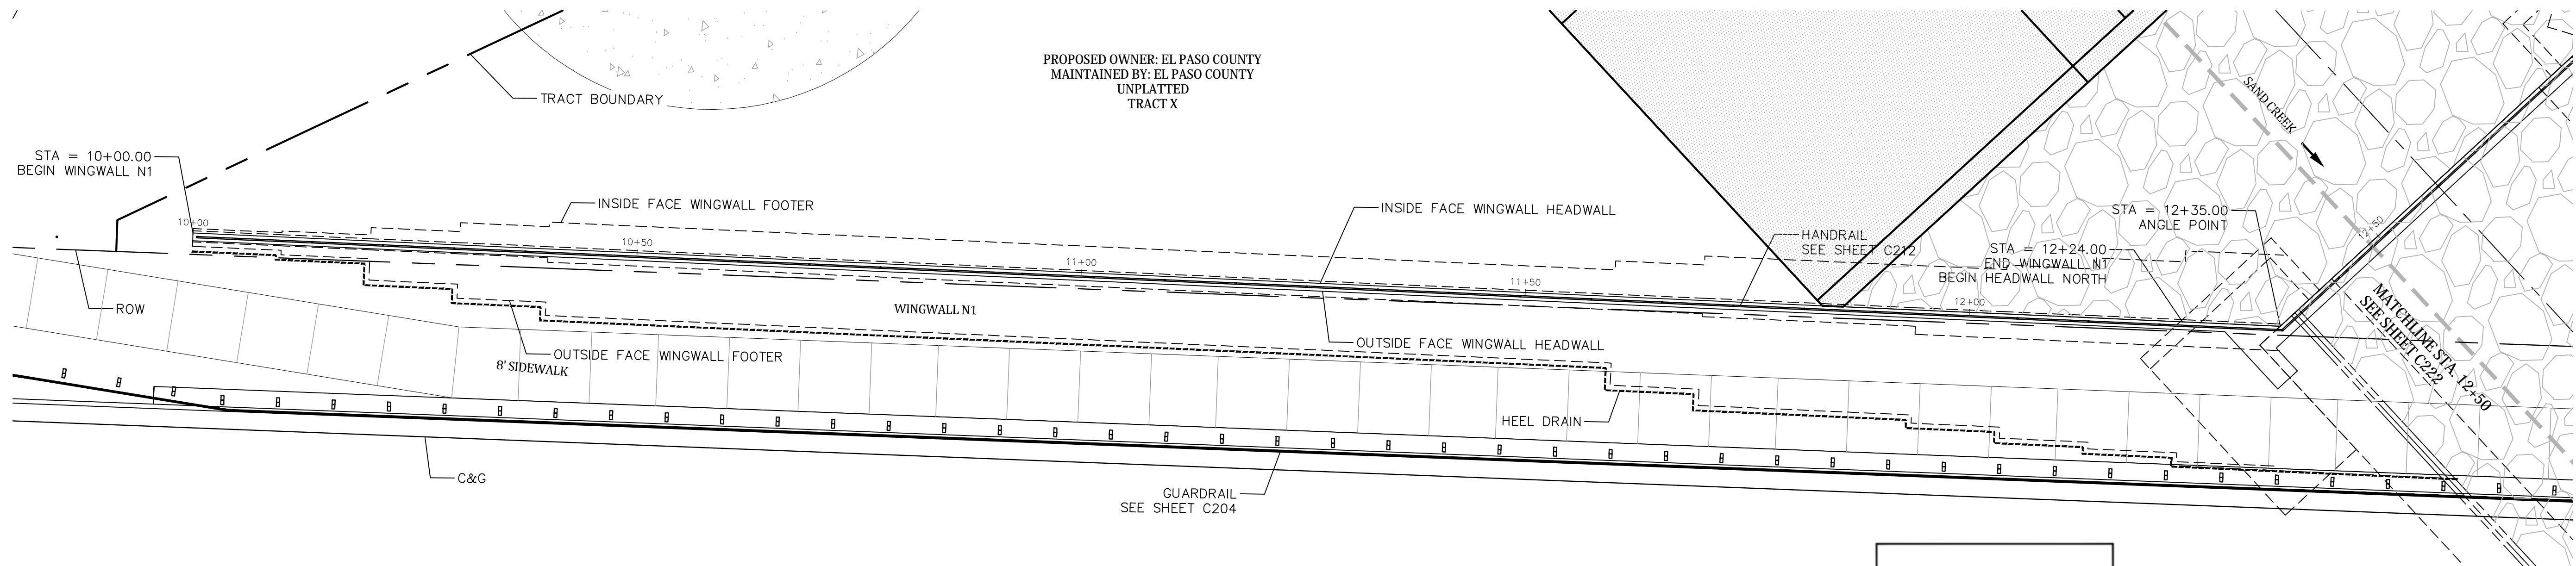 PROPOSED OWNER: EL PASO COUNTY
MAINTAINED BY: EL PASO COUNTY
UNPLATTED
TRACT X
TRACT BOUNDARY
SAND CREEK
STA = 10+00.00
BEGIN WINGWALL N1
INSIDE FACE WINGWALL FOOTER
INSIDE FACE WINGWALL HEADWALL
HANDRAIL
SEE SHEET C212
STA = 12+35.00
ANGLE POINT
STA = 12+24.00
END WINGWALL N1
BEGIN HEADWALL NORTH
10+00
10+50
11+00
11+50
12+00
12+50
ROW
WINGWALL N1
MATCHLINE STA. 12+50
SEE SHEET C222
OUTSIDE FACE WINGWALL FOOTER
OUTSIDE FACE WINGWALL HEADWALL
8' SIDEWALK
HEEL DRAIN
C&G
GUARDRAIL
SEE SHEET C204